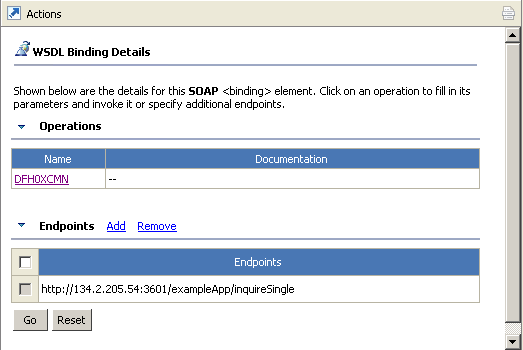 Actions
WSDL Binding Details
Shown below are the details for this SOAP <binding> element. Click on an operation to fill in its
parameters and invoke it or specify additional endpoints.
Operations
Name Documentation
DFH0XCMN --
Endpoints Add Remove
Endpoints
http://134.2.205.54:3601/exampleApp/inquireSingle
Go Reset